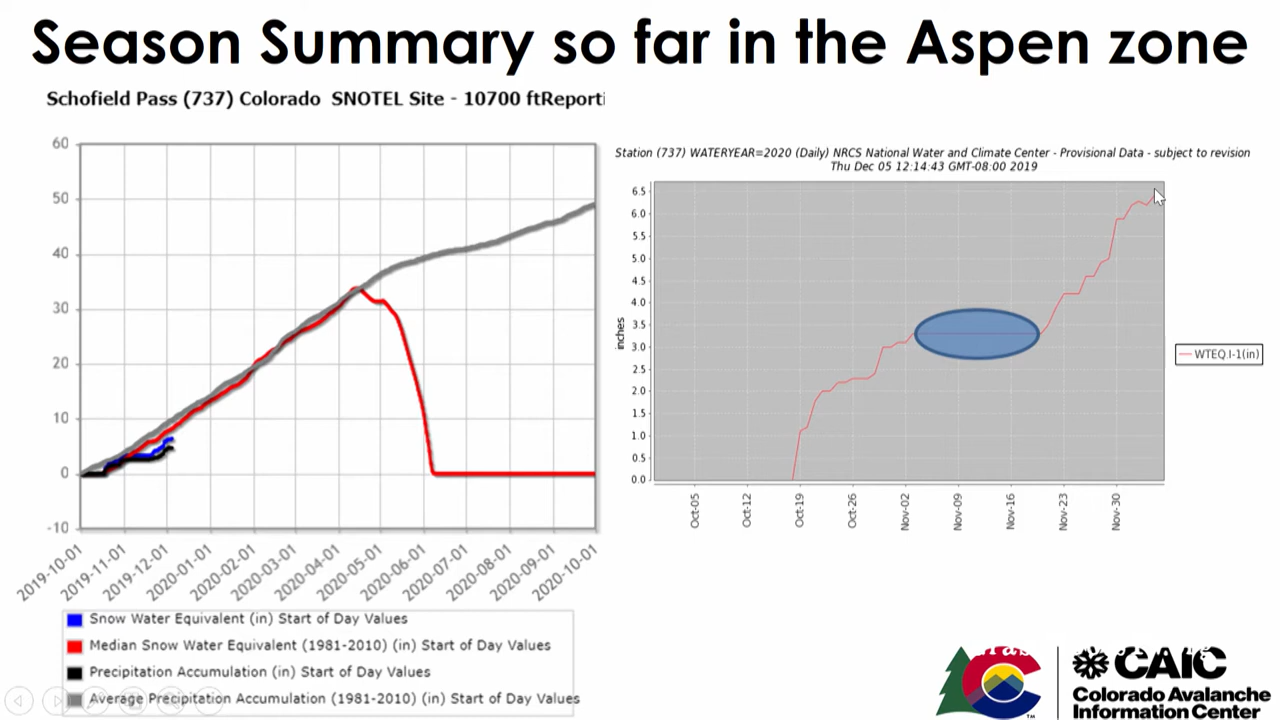 Season Summary so far in the Aspen zone
Schofield Pass (737) Colorado SNOTEL Site - 10700 ftReporti
60
50
40
30
20
10
0
-10
2019-10-01
2019-11-01
2019-12-01
2020-01-01
2020-02-01
2020-03-01
2020-04-01
2020-05-01
2020-06-01
2020-07-01
2020-08-01
2020-09-01
2020-10-01
Snow Water Equivalent (in) Start of Day Values
Median Snow Water Equivalent (1981-2010) (in) Start of Day Values
Precipitation Accumulation (in) Start of Day Values
Average Precipitation Accumulation (1981-2010) (in) Start of Day Values
Station (737) WATERYEAR=2020 (Daily) NRCS National Water and Climate Center - Provisional Data - subject to revision
Thu Dec 05 12:14:43 GMT-08:00 2019
inches
6.5
6.0
5.5
5.0
4.5
4.0
3.5
3.0
2.5
2.0
1.5
1.0
0.5
0.0
Oct-05
Oct-12
Oct-19
Oct-26
Nov-02
Nov-09
Nov-16
Nov-23
Nov-30
WTEQ.I-1(in)
TM
CAIC
Colorado Avalanche
Information Center